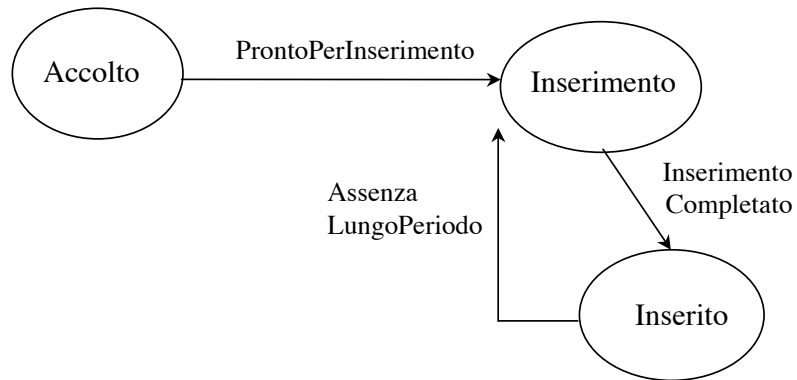 ProntoPerInserimento
Accolto
Inserimento
Assenza
LungoPeriodo
Inserimento
Completato
Inserito